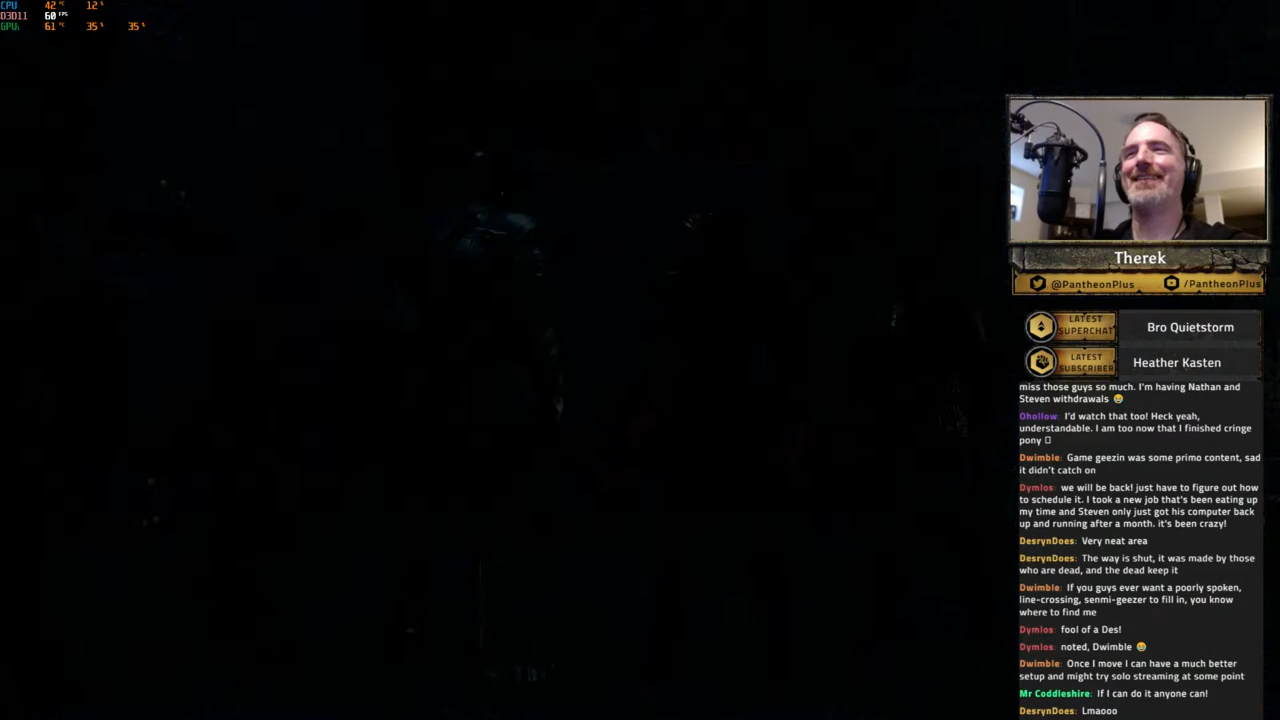 CPU 42 °C 12 %
D3D11 60 FPS
GPU: 61 °C 35 % 35 %
Therek
@PantheonPlus /PantheonPlus
LATEST
SUPERCHAT
Bro Quietstorm
LATEST
SUBSCRIBER
Heather Kasten
miss those guys so much. I'm having Nathan and
Steven withdrawals 😂
Ohollow: I'd watch that too! Heck yeah,
understandable. I am too now that I finished cringe
pony
Dwimble: Game geezin was some primo content, sad
it didn't catch on
Dymlos: we will be back! just have to figure out how
to schedule it. I took a new job that's been eating up
my time and Steven only just got his computer back
up and running after a month. it's been crazy!
DesrynDoes: Very neat area
DesrynDoes: The way is shut, it was made by those
who are dead, and the dead keep it
Dwimble: If you guys ever want a poorly spoken,
line-crossing, senmi-geezer to fill in, you know
where to find me
Dymlos: fool of a Des!
Dymlos: noted, Dwimble 😂
Dwimble: Once I move I can have a much better
setup and might try solo streaming at some point
Mr Coddleshire: If I can do it anyone can!
DesrynDoes: Lmaooo